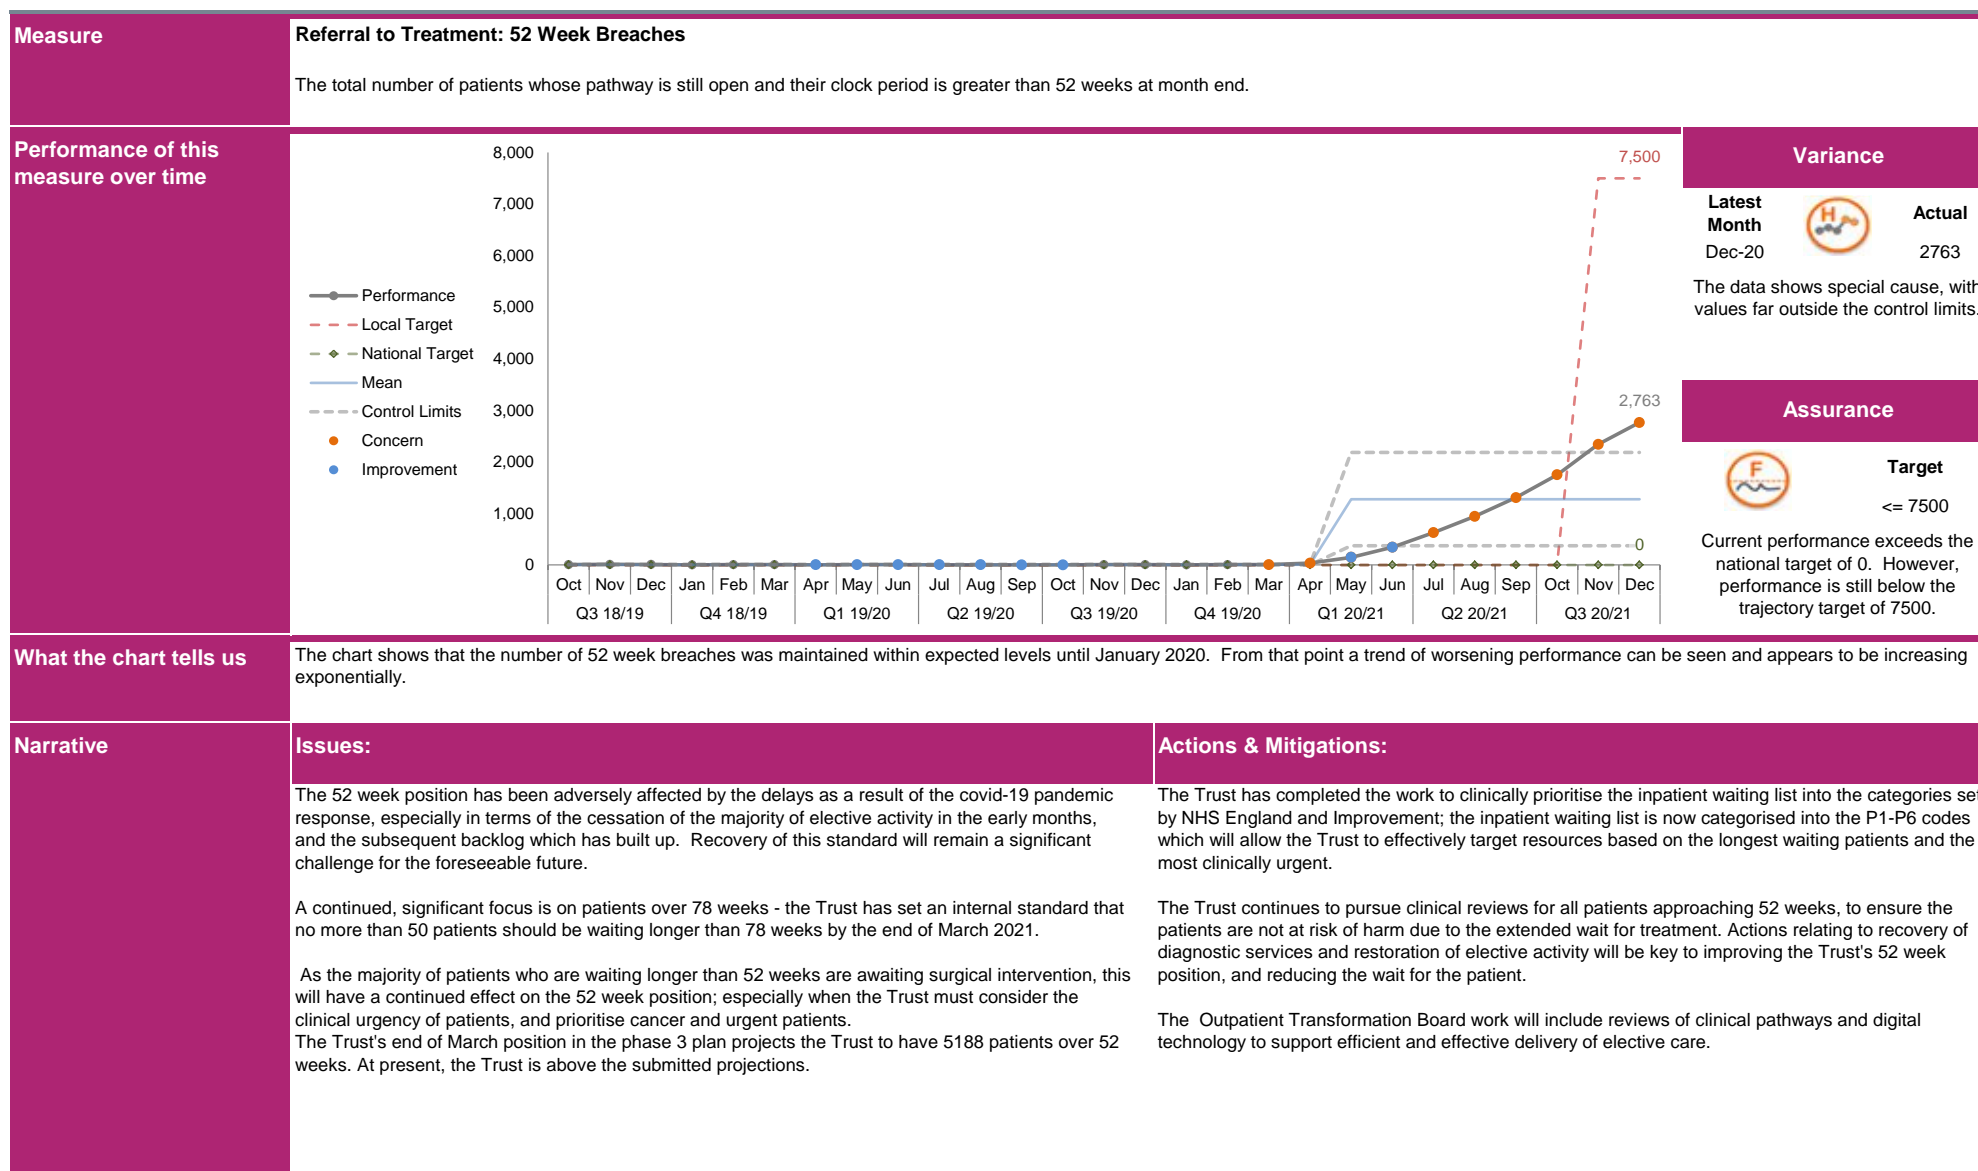 Measure
Referral to Treatment: 52 Week Breaches
The total number of patients whose pathway is still open and their clock period is greater than 52 weeks at month end.
Performance of this
measure over time
8,000
7,000
6,000
5,000
4,000
3,000
2,000
1,000
0
Performance
Local Target
National Target
Mean
Control Limits
Concern
Improvement
7,500
2,763
0
Oct Nov Dec Jan Feb Mar Apr May Jun Jul Aug Sep Oct Nov Dec Jan Feb Mar Apr May Jun Jul Aug Sep Oct Nov Dec
Q3 18/19 Q4 18/19 Q1 19/20 Q2 19/20 Q3 19/20 Q4 19/20 Q1 20/21 Q2 20/21 Q3 20/21
Variance
Latest
Month
H
Actual
Dec-20
2763
The data shows special cause, with
values far outside the control limits.
Assurance
F
Target
<= 7500
Current performance exceeds the
national target of 0. However,
performance is still below the
trajectory target of 7500.
What the chart tells us
The chart shows that the number of 52 week breaches was maintained within expected levels until January 2020. From that point a trend of worsening performance can be seen and appears to be increasing
exponentially.
Narrative
Issues:
The 52 week position has been adversely affected by the delays as a result of the covid-19 pandemic
response, especially in terms of the cessation of the majority of elective activity in the early months,
and the subsequent backlog which has built up. Recovery of this standard will remain a significant
challenge for the foreseeable future.
A continued, significant focus is on patients over 78 weeks - the Trust has set an internal standard that
no more than 50 patients should be waiting longer than 78 weeks by the end of March 2021.
As the majority of patients who are waiting longer than 52 weeks are awaiting surgical intervention, this
will have a continued effect on the 52 week position; especially when the Trust must consider the
clinical urgency of patients, and prioritise cancer and urgent patients.
The Trust's end of March position in the phase 3 plan projects the Trust to have 5188 patients over 52
weeks. At present, the Trust is above the submitted projections.
Actions & Mitigations:
The Trust has completed the work to clinically prioritise the inpatient waiting list into the categories set
by NHS England and Improvement; the inpatient waiting list is now categorised into the P1-P6 codes
which will allow the Trust to effectively target resources based on the longest waiting patients and the
most clinically urgent.
The Trust continues to pursue clinical reviews for all patients approaching 52 weeks, to ensure the
patients are not at risk of harm due to the extended wait for treatment. Actions relating to recovery of
diagnostic services and restoration of elective activity will be key to improving the Trust's 52 week
position, and reducing the wait for the patient.
The Outpatient Transformation Board work will include reviews of clinical pathways and digital
technology to support efficient and effective delivery of elective care.